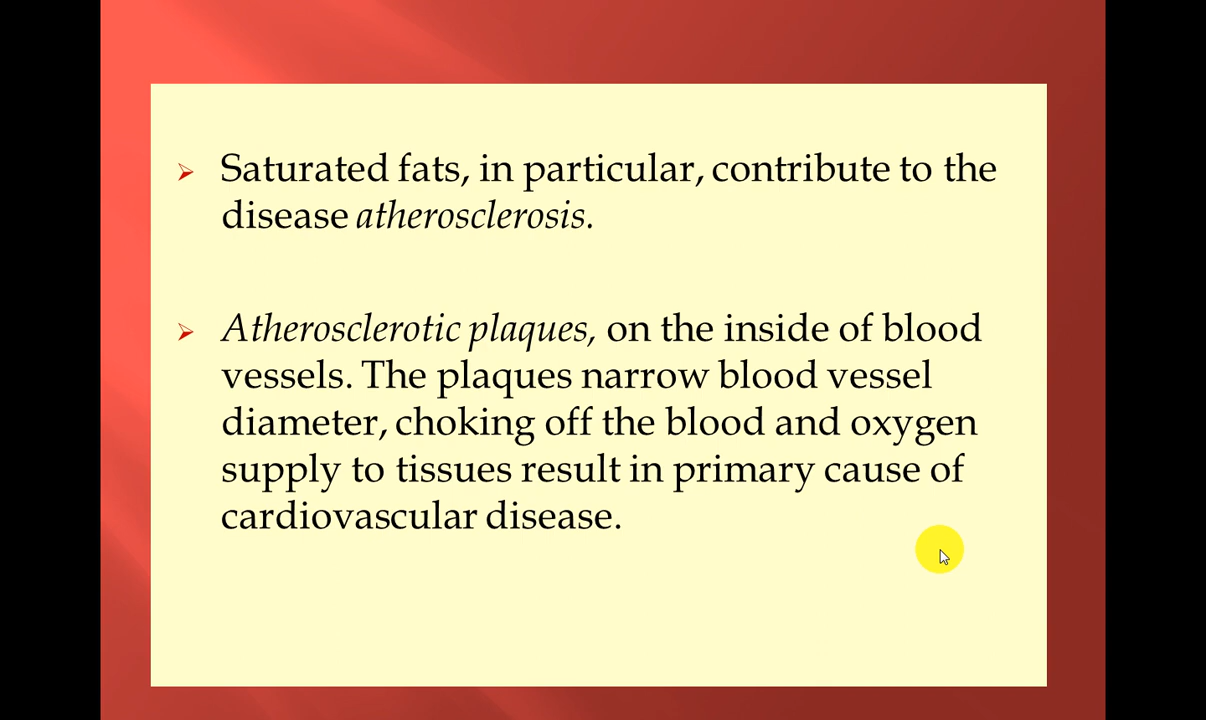 Saturated fats, in particular, contribute to the
disease atherosclerosis.
Atherosclerotic plaques, on the inside of blood
vessels. The plaques narrow blood vessel
diameter, choking off the blood and oxygen
supply to tissues result in primary cause of
cardiovascular disease.